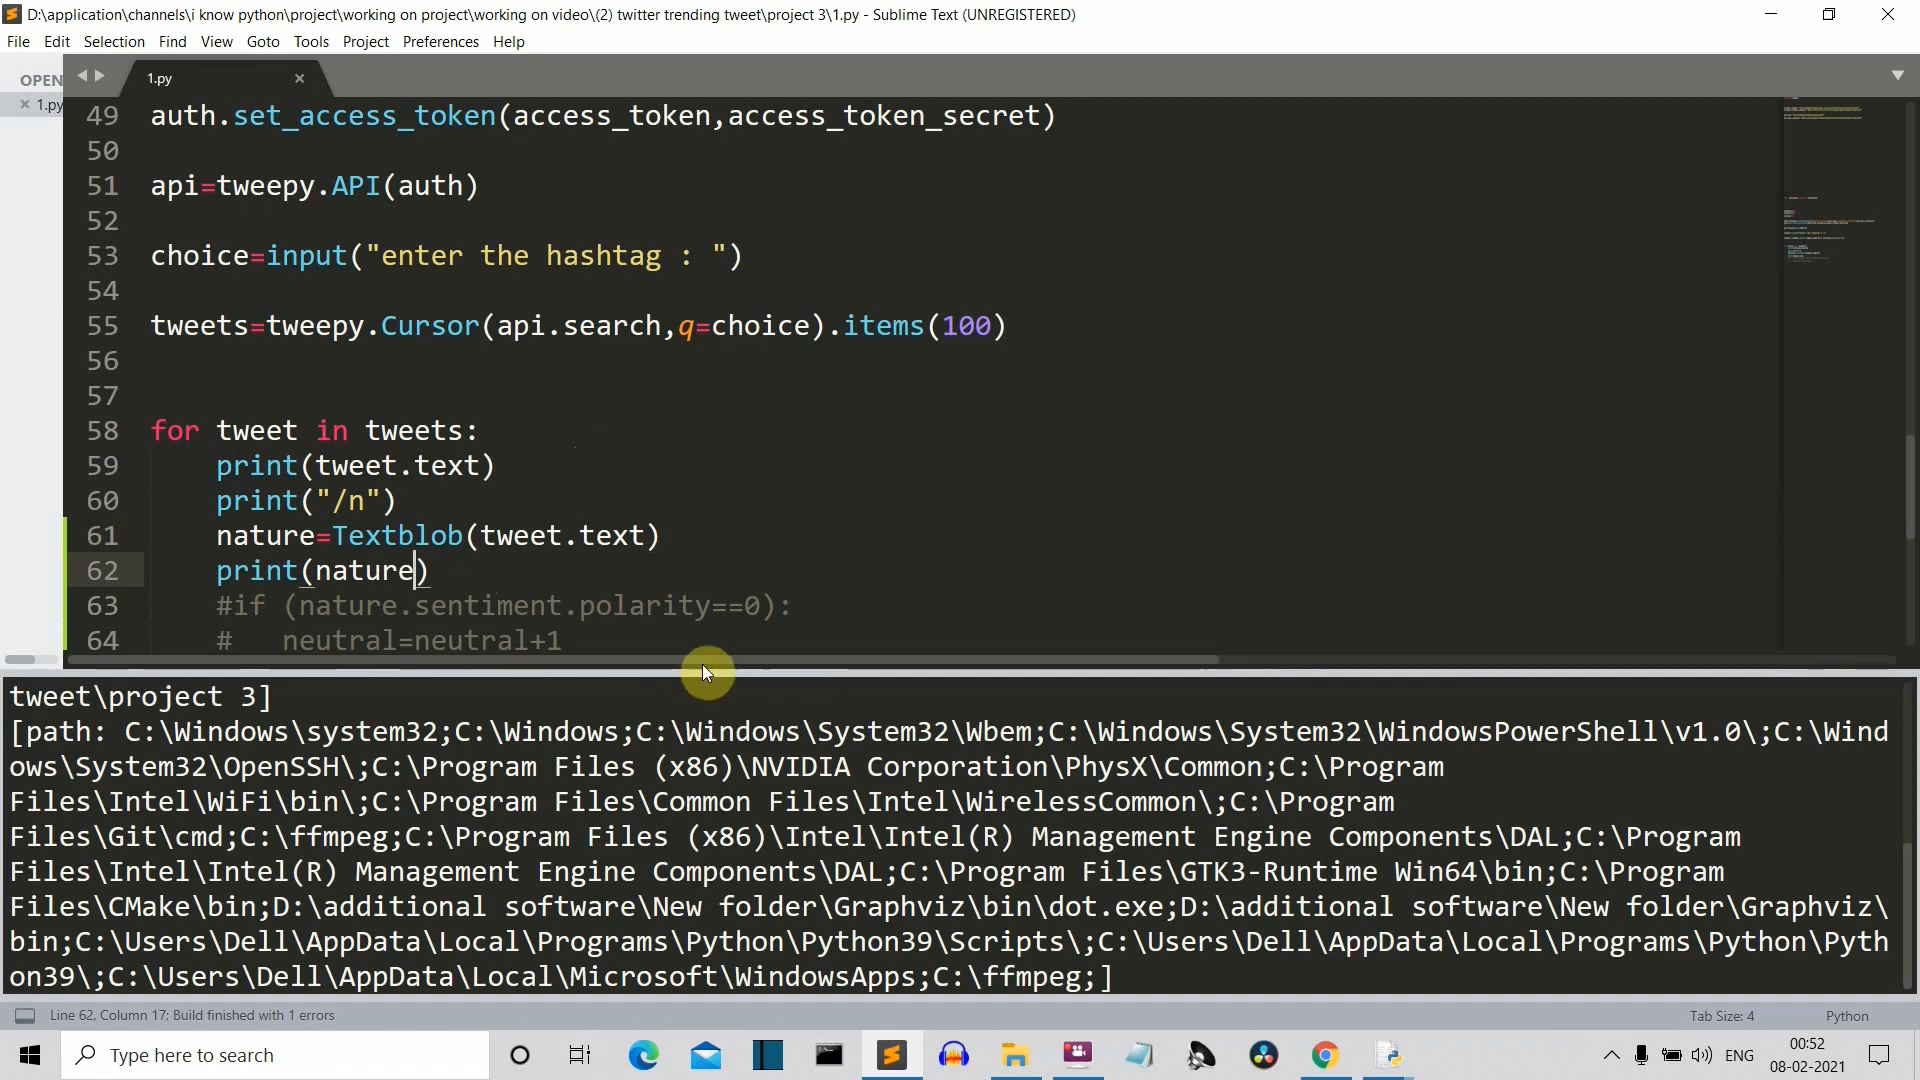 D:\application\channels\i know python\project\working on project\working on video\(2) twitter trending tweet\project 3\1.py - Sublime Text (UNREGISTERED)
File Edit Selection Find View Goto Tools Project Preferences Help
OPEN
1.py
1.py
49 auth.set_access_token(access_token,access_token_secret)
50
51 api=tweepy.API(auth)
52
53 choice=input("enter the hashtag : ")
54
55 tweets=tweepy.Cursor(api.search,q=choice).items(100)
56
57
58 for tweet in tweets:
59 print(tweet.text)
60 print("/n")
61 nature=Textblob(tweet.text)
62 print(nature)
63 #if (nature.sentiment.polarity==0):
64 # neutral=neutral+1
tweet\project 3]
[path: C:\Windows\system32;C:\Windows;C:\Windows\System32\Wbem;C:\Windows\System32\WindowsPowerShell\v1.0\;C:\Wind
ows\System32\OpenSSH\;C:\Program Files (x86)\NVIDIA Corporation\PhysX\Common;C:\Program
Files\Intel\WiFi\bin\;C:\Program Files\Common Files\Intel\WirelessCommon\;C:\Program
Files\Git\cmd;C:\ffmpeg;C:\Program Files (x86)\Intel\Intel(R) Management Engine Components\DAL;C:\Program
Files\Intel\Intel(R) Management Engine Components\DAL;C:\Program Files\GTK3-Runtime Win64\bin;C:\Program
Files\CMake\bin;D:\additional software\New folder\Graphviz\bin\dot.exe;D:\additional software\New folder\Graphviz\
bin;C:\Users\Dell\AppData\Local\Programs\Python\Python39\Scripts\;C:\Users\Dell\AppData\Local\Programs\Python\Pyth
on39\;C:\Users\Dell\AppData\Local\Microsoft\WindowsApps;C:\ffmpeg;]
Line 62, Column 17; Build finished with 1 errors
Tab Size: 4
Python
Type here to search
ENG
00:52
08-02-2021